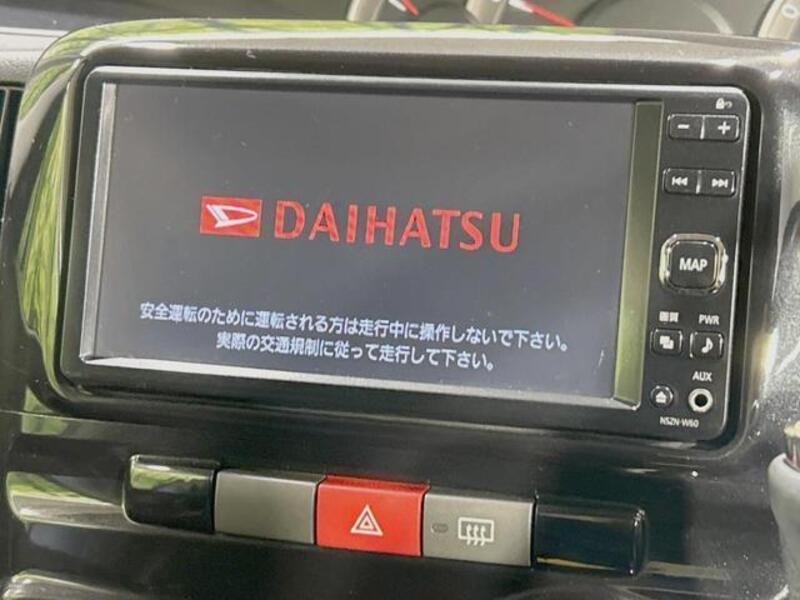 DAIHATSU
安全運転のために運転される方は走行中に操作しないで下さい。
実際の交通規制に従って走行して下さい。
MAP
画質 PWR
AUX
NSZN-W60